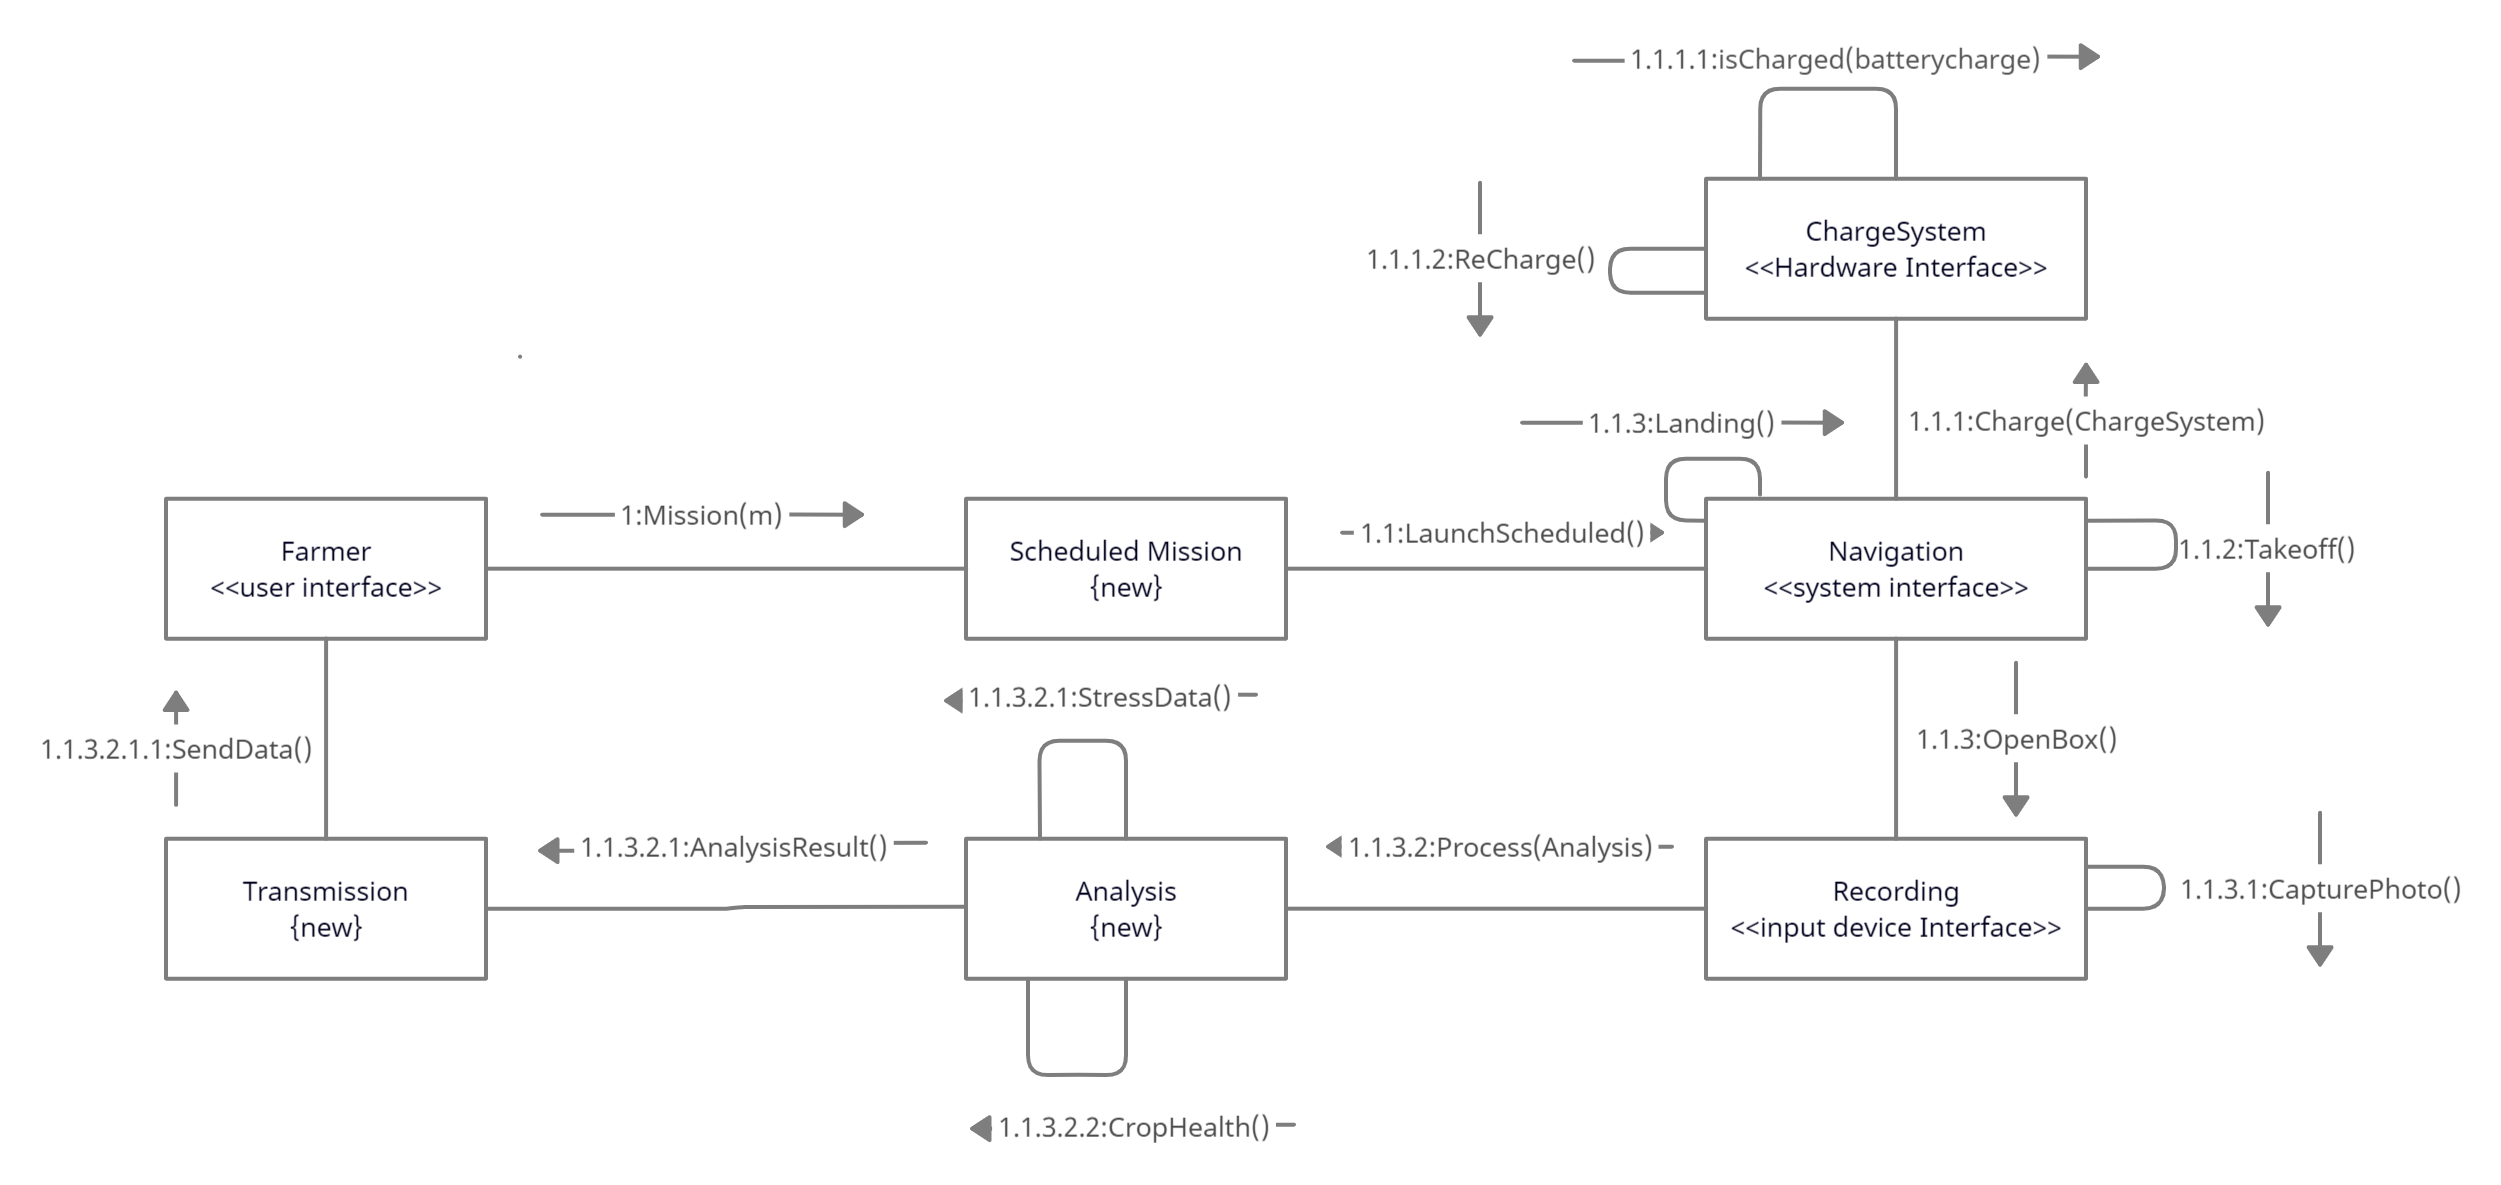 1.1.1.1:isCharged(batterycharge)
ChargeSystem
<<Hardware Interface>>
1.1.1.2:ReCharge()
1.1.3:Landing()
1.1.1:Charge(ChargeSystem)
1:Mission(m)
1.1:LaunchScheduled()
Farmer
<<user interface>>
Scheduled Mission
{new}
Navigation
<<system interface>>
1.1.2:Takeoff()
1.1.3.2.1:StressData()
1.1.3.2.1.1:SendData()
1.1.3:OpenBox()
1.1.3.2.1:AnalysisResult()
1.1.3.2:Process(Analysis)
Transmission
{new}
Analysis
{new}
Recording
<<input device Interface>>
1.1.3.1:CapturePhoto()
1.1.3.2.2:CropHealth()